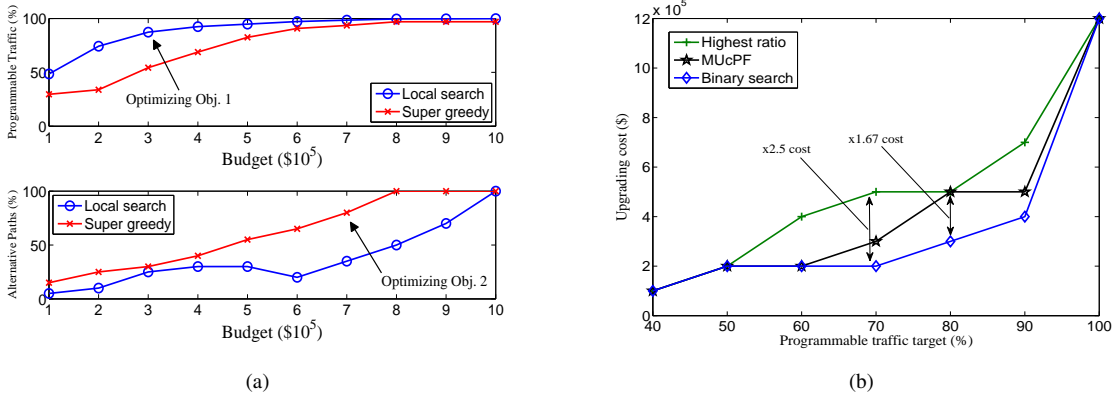 Programmable Traffic (%)
100
50
0
Optimizing Obj. 1
Local search
Super greedy
1 2 3 4 5 6 7 8 9 10
Budget ($10^5)
Alternative Paths (%)
100
50
0
Local search
Super greedy
Optimizing Obj. 2
1 2 3 4 5 6 7 8 9 10
Budget ($10^5)
(a)
x 10^5
Upgrading cost ($)
12
10
8
6
4
2
0
Highest ratio
MUcPF
Binary search
x2.5 cost
x1.67 cost
40 50 60 70 80 90 100
Programmable traffic target (%)
(b)